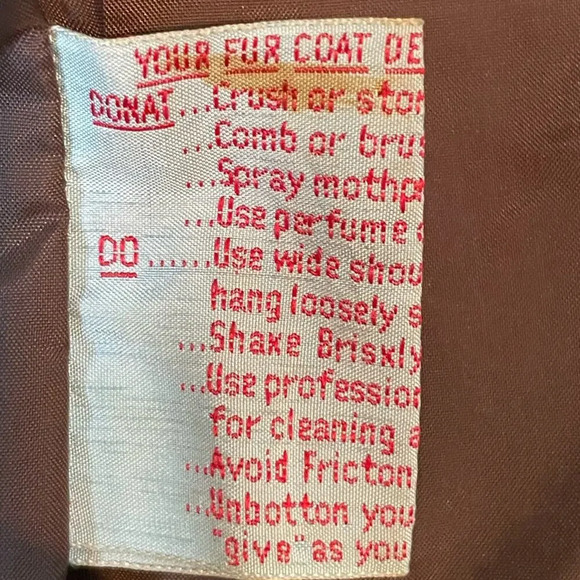 YOUR FUR COAT DE
DONAT...Crush or stor
...Comb or brus
...Spray mothpr
...Use perfume
DO......Use wide shou
hang loosely s
...Shake Briskly
...Use profession
for cleaning a
...Avoid Fricton
...Unbotton you
"give" as you